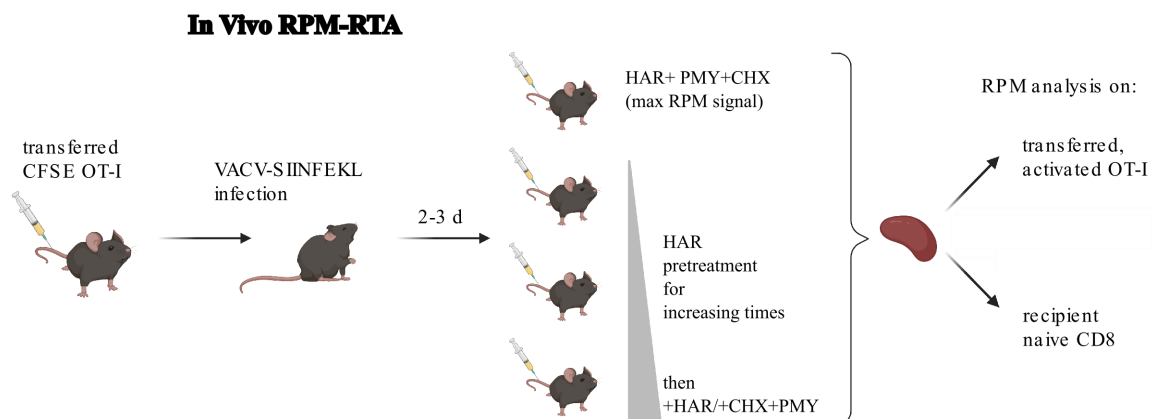 In Vivo RPM-RTA
transferred
CFSE OT-I
VACV-SIINFEKL
infection
2-3 d
HAR+ PMY+CHX
(max RPM signal)
HAR
pretreatment
for
increasing times
then
+HAR/+CHX+PMY
RPM analysis on:
transferred,
activated OT-I
recipient
naive CD8